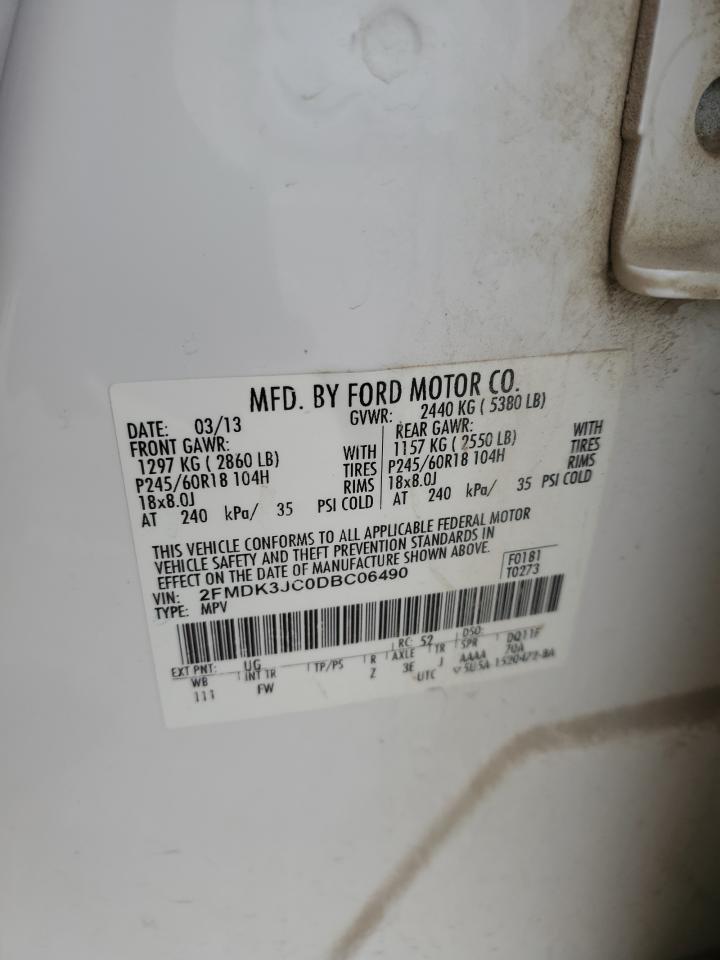 MFD. BY FORD MOTOR CO.
DATE: 03/13 GVWR: 2440 KG ( 5380 LB)
FRONT GAWR: REAR GAWR:
1297 KG ( 2860 LB) WITH 1157 KG ( 2550 LB) WITH
P245/60R18 104H TIRES P245/60R18 104H TIRES
18x8.0J RIMS 18x8.0J RIMS
AT 240 kPa/ 35 PSI COLD AT 240 kPa/ 35 PSI COLD
THIS VEHICLE CONFORMS TO ALL APPLICABLE FEDERAL MOTOR
VEHICLE SAFETY AND THEFT PREVENTION STANDARDS IN
EFFECT ON THE DATE OF MANUFACTURE SHOWN ABOVE.
VIN: 2FMDK3JC0DBC06490 F0181
TYPE: MPV T0273
EXT PNT: UG RC: 52 DSO: DQ11F
WB INT TR TP/PS R AXLE TR SPR 70A
111 FW Z 3E J AAAA
UTC ▽5U5A 1520472-BA